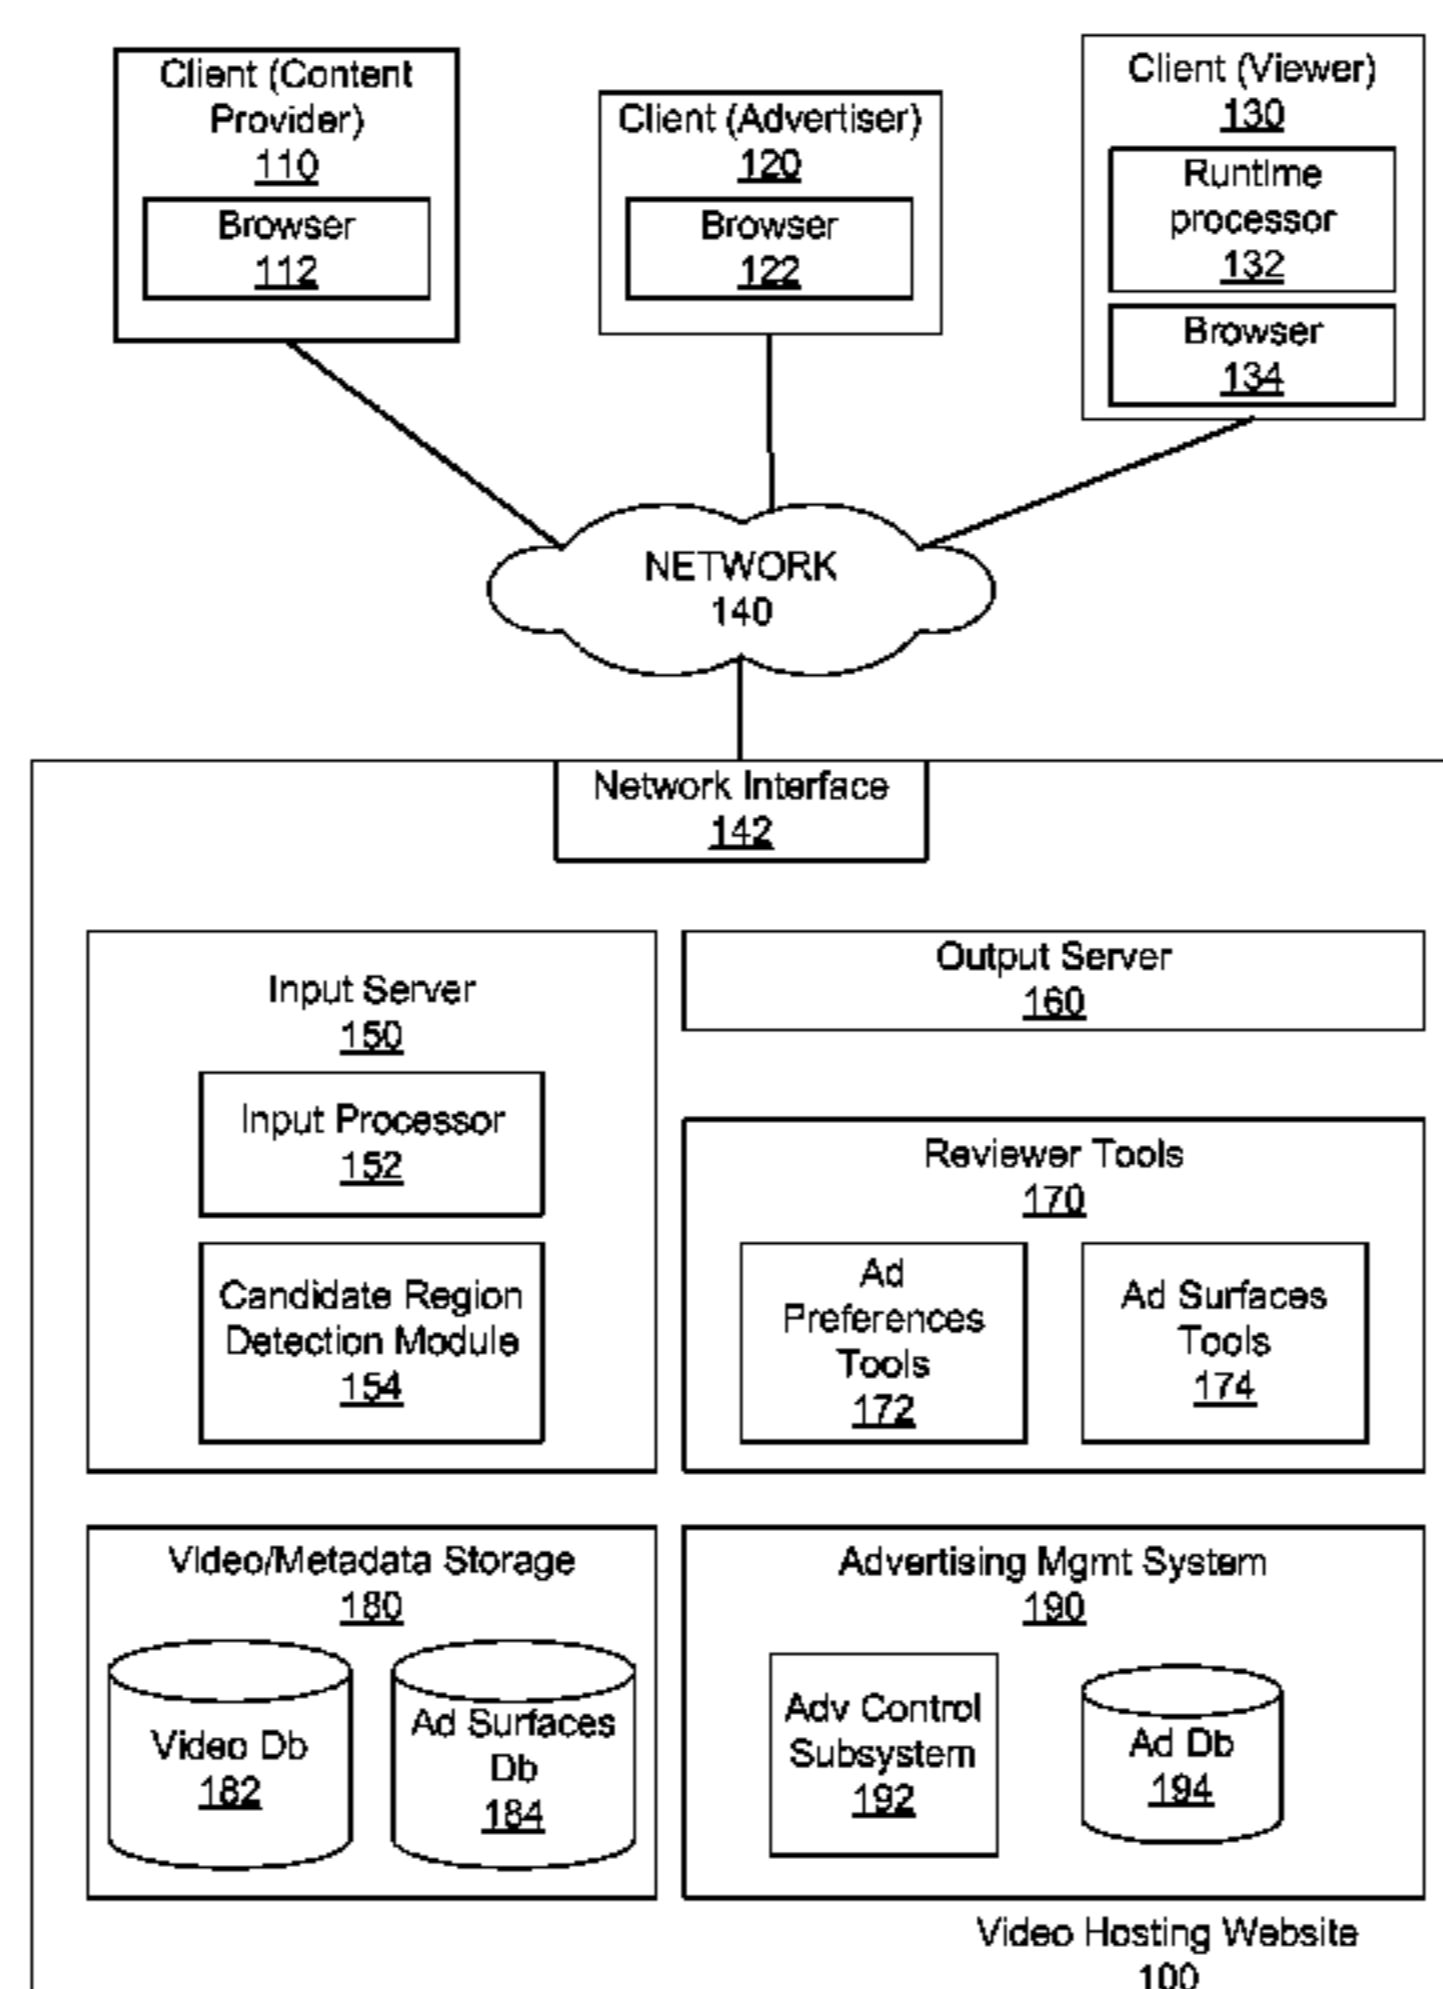 Client (Content
Provider)
110
Browser
112
Client (Advertiser)
120
Browser
122
Client (Viewer)
130
Runtime
processor
132
Browser
134
NETWORK
140
Network Interface
142
Input Server
150
Input Processor
152
Candidate Region
Detection Module
154
Output Server
160
Reviewer Tools
170
Ad
Preferences
Tools
172
Ad Surfaces
Tools
174
Video/Metadata Storage
180
Video Db
182
Ad Surfaces
Db
184
Advertising Mgmt System
190
Adv Control
Subsystem
192
Ad Db
194
Video Hosting Website
100